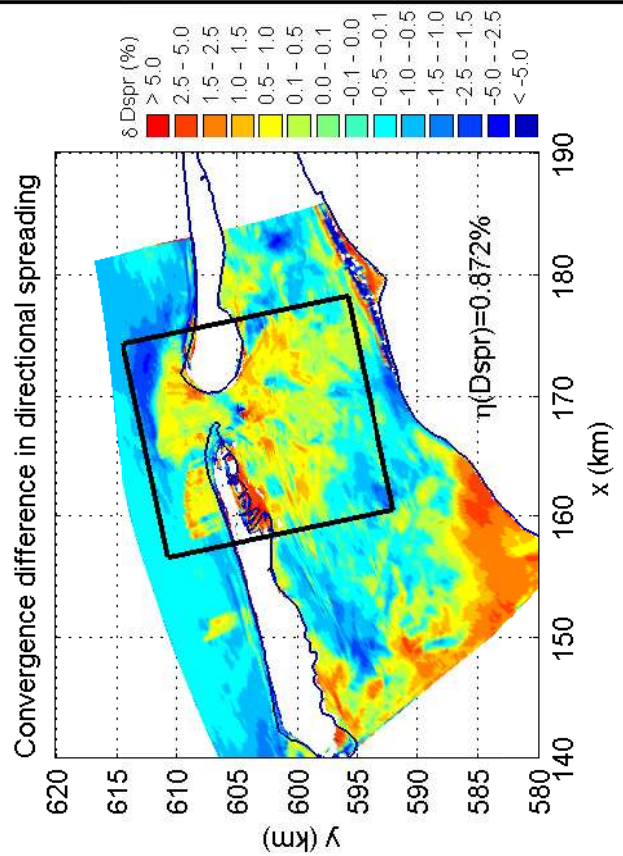 Convergence difference in directional spreading
δ Dspr (%)
> 5.0
2.5 - 5.0
1.5 - 2.5
1.0 - 1.5
0.5 - 1.0
0.1 - 0.5
0.0 - 0.1
-0.1 - 0.0
-0.5 - -0.1
-1.0 - -0.5
-1.5 - -1.0
-2.5 - -1.5
-5.0 - -2.5
< -5.0
620
615
610
605
600
595
590
585
580
y (km)
η(Dspr)=0.872%
140
150
160
170
180
190
x (km)